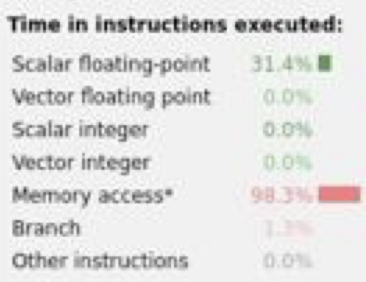 Time in instructions executed:
Scalar floating-point 31.4%
Vector floating point 0.0%
Scalar integer 0.0%
Vector integer 0.0%
Memory access* 98.3%
Branch 1.3%
Other instructions 0.0%